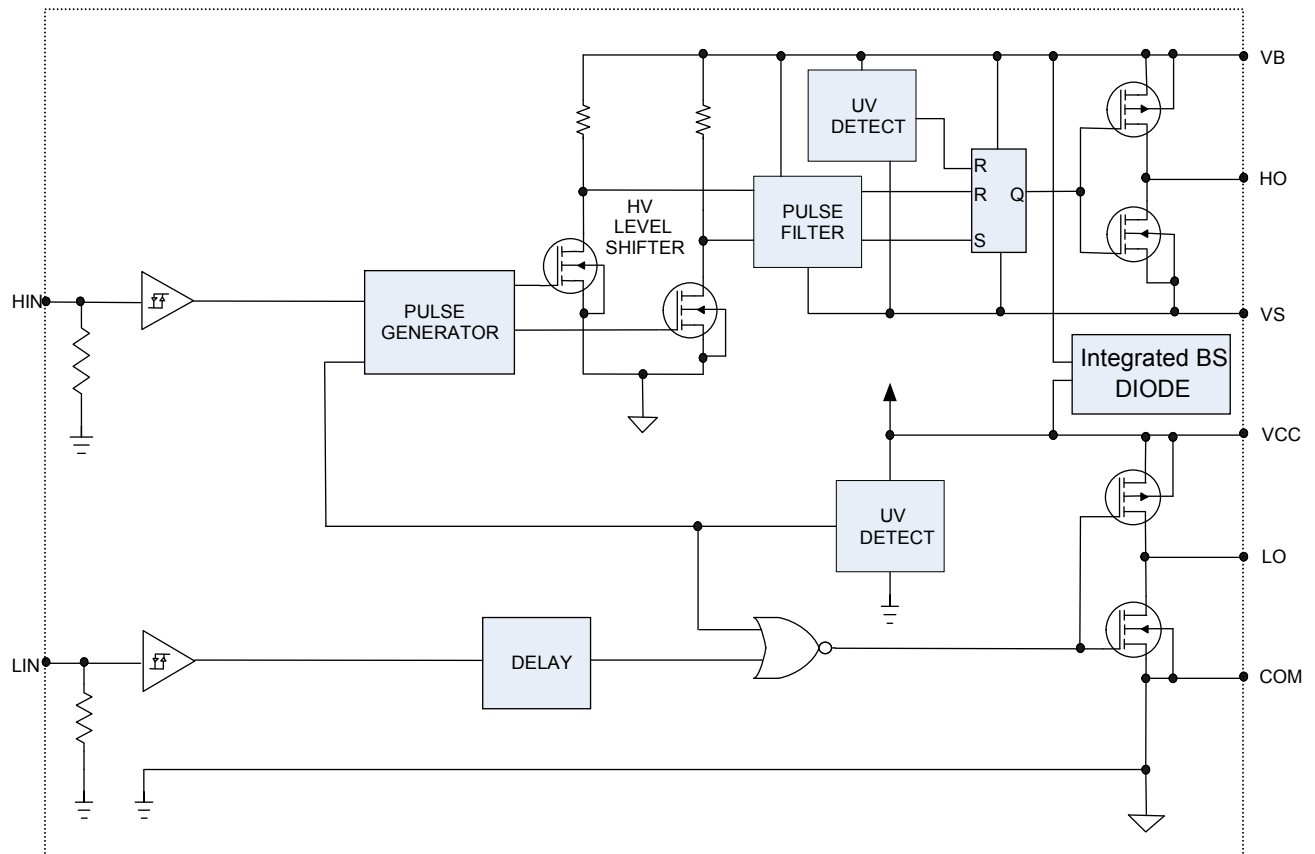 VB
UV
DETECT
R
R
Q
S
HO
HV
LEVEL
SHIFTER
PULSE
FILTER
HIN
PULSE
GENERATOR
VS
Integrated BS
DIODE
VCC
UV
DETECT
LO
LIN
DELAY
COM